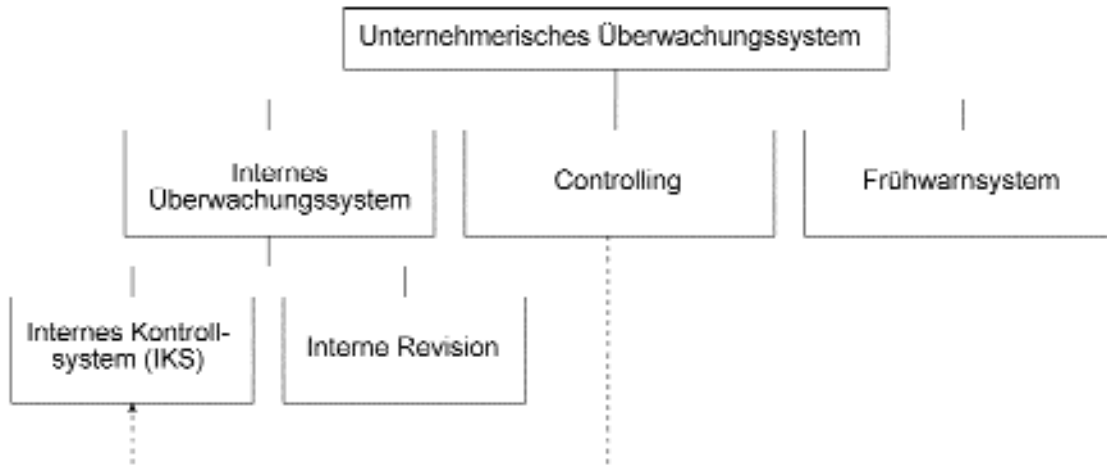 Unternehmerisches Überwachungssystem
Internes
Überwachungssystem
Controlling
Frühwarnsystem
Internes Kontroll-
system (IKS)
Interne Revision